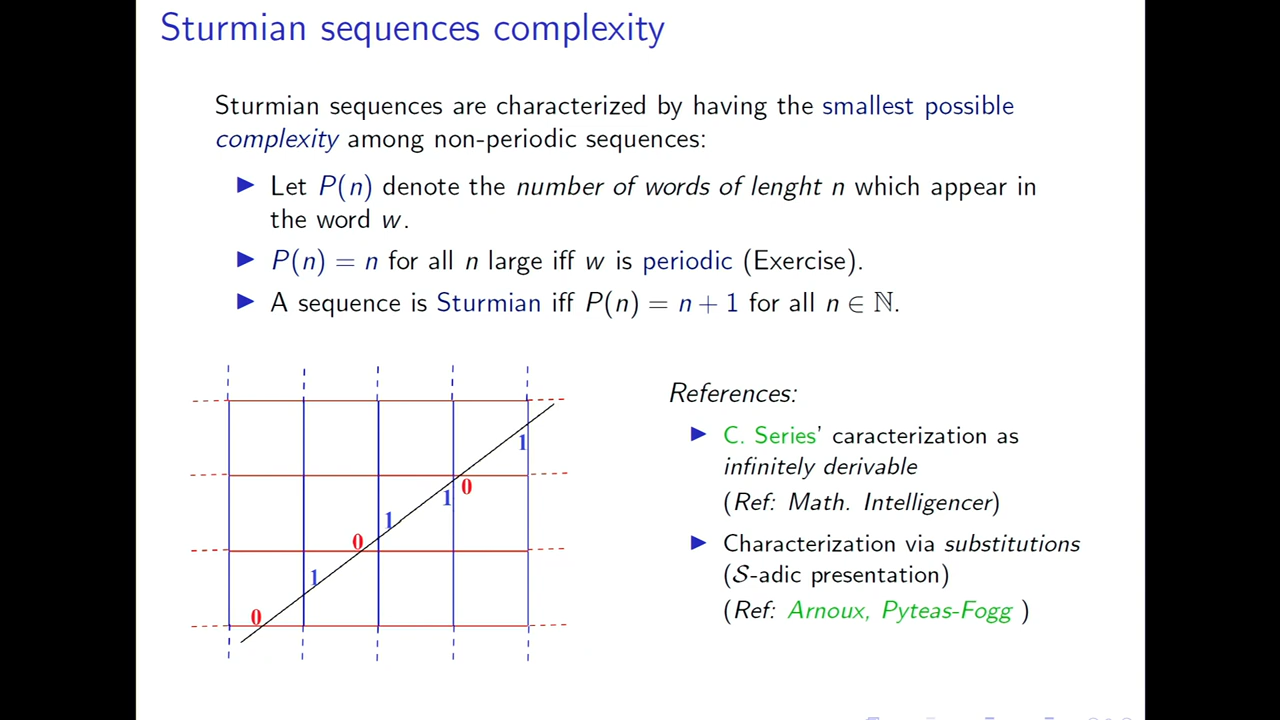 Sturmian sequences complexity
Sturmian sequences are characterized by having the smallest possible
complexity among non-periodic sequences:
▶ Let P(n) denote the number of words of lenght n which appear in
the word w.
▶ P(n) = n for all n large iff w is periodic (Exercise).
▶ A sequence is Sturmian iff P(n) = n + 1 for all n ∈ ℕ.
References:
▶ C. Series' caracterization as
infinitely derivable
(Ref: Math. Intelligencer)
▶ Characterization via substitutions
(S-adic presentation)
(Ref: Arnoux, Pyteas-Fogg )
0
1
0
1
1
0
1